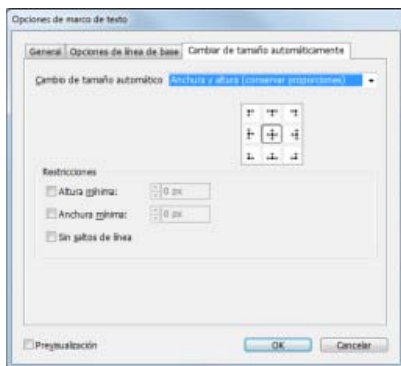 Opciones de marco de texto
General Opciones de línea de base Cambiar de tamaño automáticamente
Cambio de tamaño automático Anchura y altura (conservar proporciones)
Restricciones
Altura mínima: 0 px
Anchura mínima: 0 px
Sin saltos de línea
Previsualización OK Cancelar